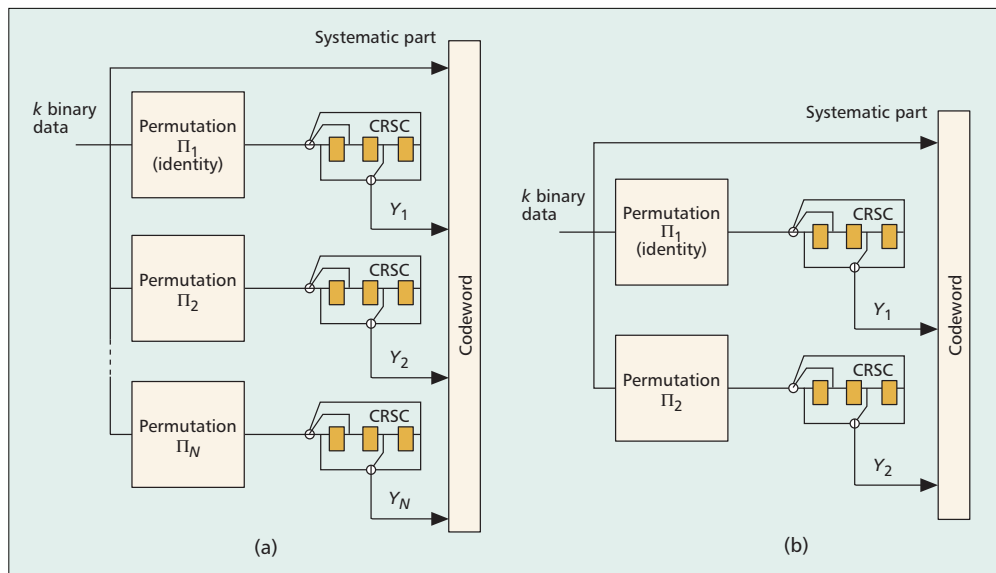 Systematic part
k binary
data
Permutation
Π1
(identity)
CRSC
Y1
Permutation
Π2
CRSC
Y2
Permutation
ΠN
CRSC
YN
Codeword
(a)
Systematic part
k binary
data
Permutation
Π1
(identity)
CRSC
Y1
Permutation
Π2
CRSC
Y2
Codeword
(b)